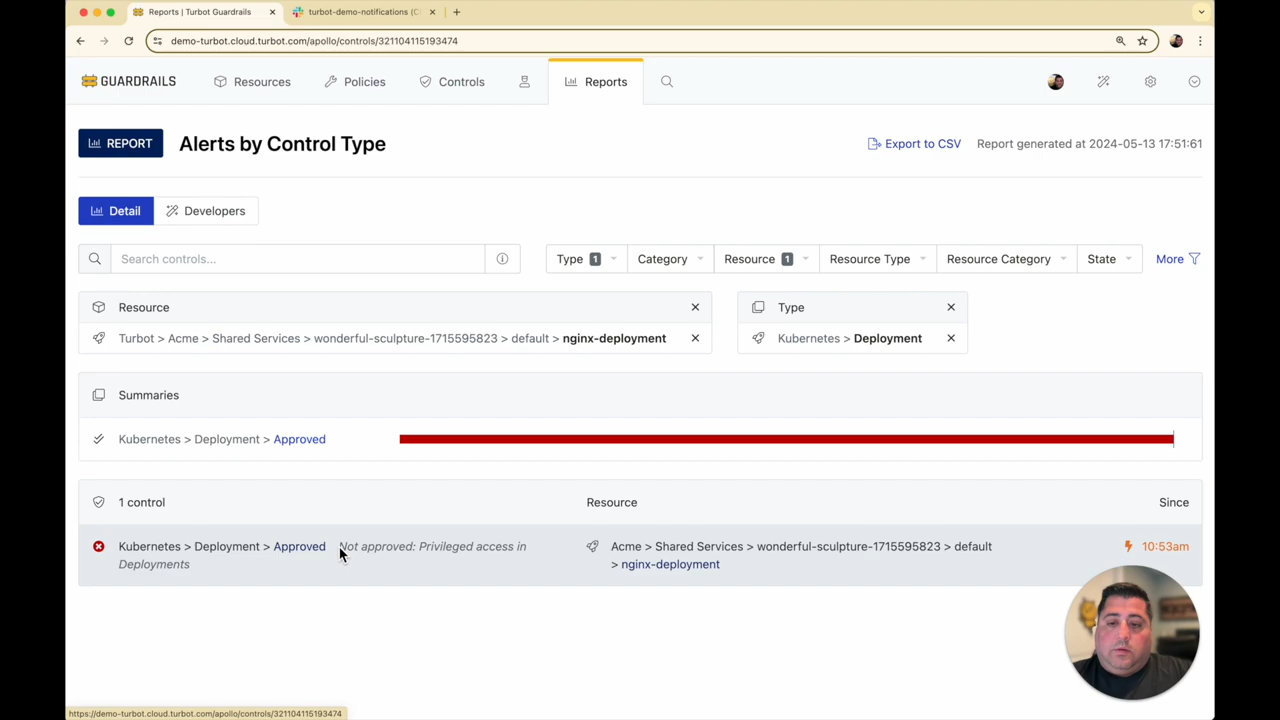 Reports | Turbot Guardrails
turbot-demo-notifications (C
demo-turbot.cloud.turbot.com/apollo/controls/321104115193474
GUARDRAILS
Resources
Policies
Controls
Reports
REPORT
Alerts by Control Type
Export to CSV
Report generated at 2024-05-13 17:51:61
Detail
Developers
Search controls...
Type 1
Category
Resource 1
Resource Type
Resource Category
State
More
Resource
Type
Turbot > Acme > Shared Services > wonderful-sculpture-1715595823 > default > nginx-deployment
Kubernetes > Deployment
Summaries
Kubernetes > Deployment > Approved
1 control
Resource
Since
Kubernetes > Deployment > Approved Not approved: Privileged access in
Deployments
Acme > Shared Services > wonderful-sculpture-1715595823 > default
> nginx-deployment
10:53am
https://demo-turbot.cloud.turbot.com/apollo/controls/321104115193474